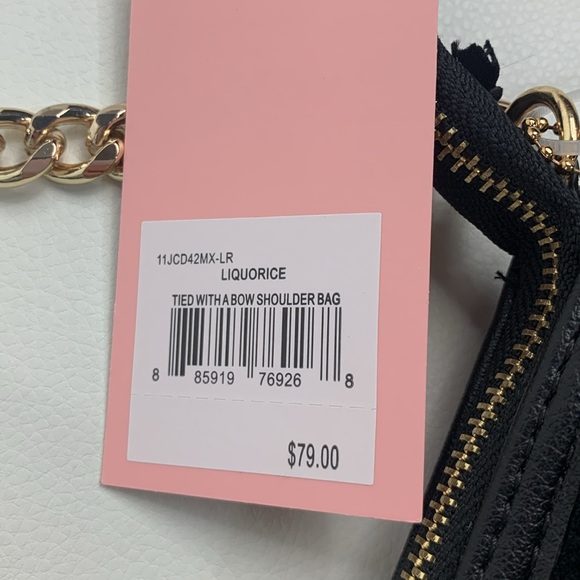 11JCD42MX-LR
LIQUORICE
TIED WITH A BOW SHOULDER BAG
8 85919 76926 8
$79.00